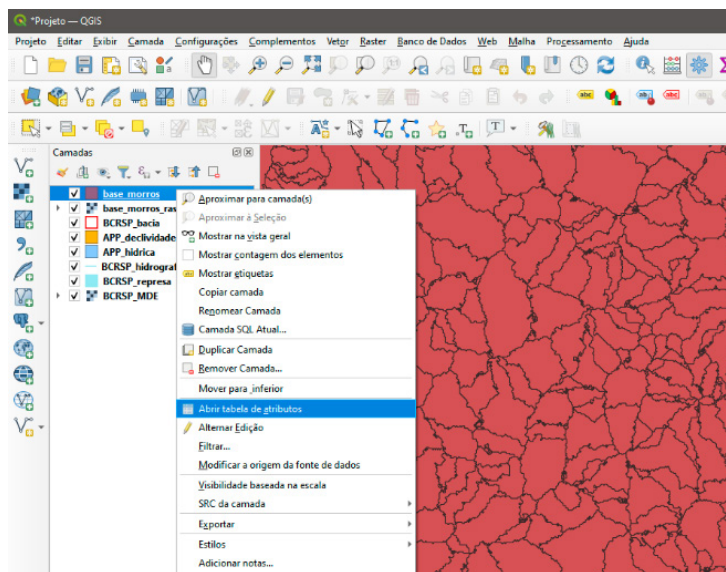 *Projeto — QGIS
Projeto Editar Exibir Camada Configurações Complementos Vetor Raster Banco de Dados Web Malha Processamento Ajuda
Camadas
base_morros
base_morros_ras
BCRSP_bacia
APP_declividade
APP_hídrica
BCRSP_hidrograf
BCRSP_represa
BCRSP_MDE
Aproximar para camada(s)
Aproximar à Seleção
Mostrar na vista geral
Mostrar contagem dos elementos
Mostrar etiquetas
Copiar camada
Renomear Camada
Camada SQL Atual...
Duplicar Camada
Remover Camada...
Mover para _inferior
Abrir tabela de atributos
Alternar Edição
Filtrar...
Modificar a origem da fonte de dados
Visibilidade baseada na escala
SRC da camada
Exportar
Estilos
Adicionar notas...